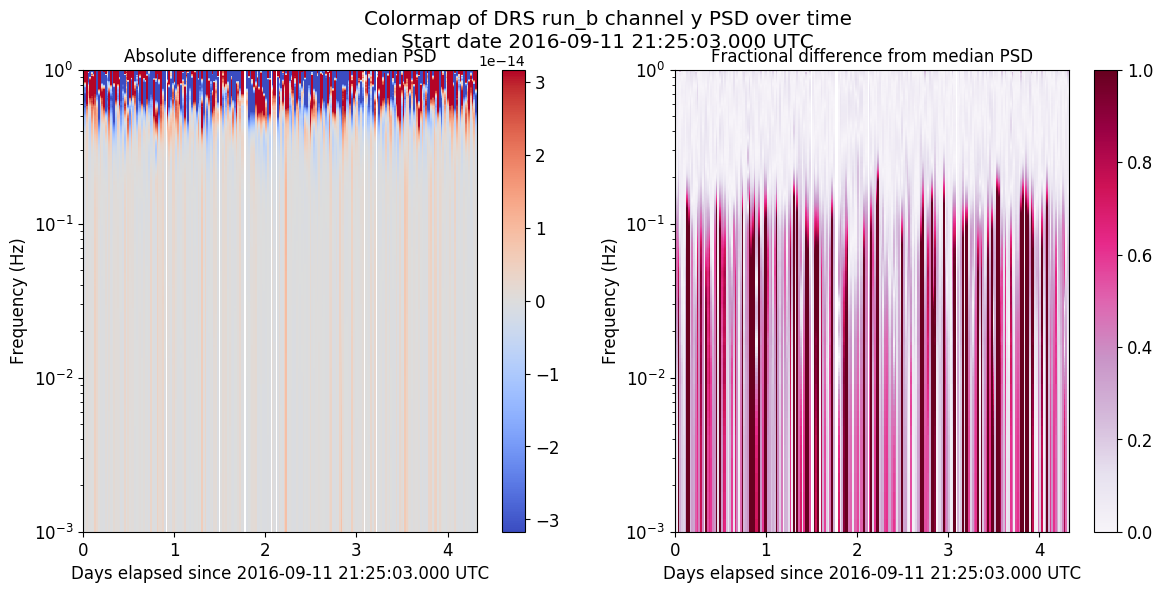 Colormap of DRS run_b channel y PSD over time
Start date 2016-09-11 21:25:03.000 UTC
Absolute difference from median PSD
1e−14
Frequency (Hz)
10⁰
10⁻¹
10⁻²
10⁻³
0 1 2 3 4
Days elapsed since 2016-09-11 21:25:03.000 UTC
3
2
1
0
−1
−2
−3
Fractional difference from median PSD
Frequency (Hz)
10⁰
10⁻¹
10⁻²
10⁻³
0 1 2 3 4
Days elapsed since 2016-09-11 21:25:03.000 UTC
1.0
0.8
0.6
0.4
0.2
0.0